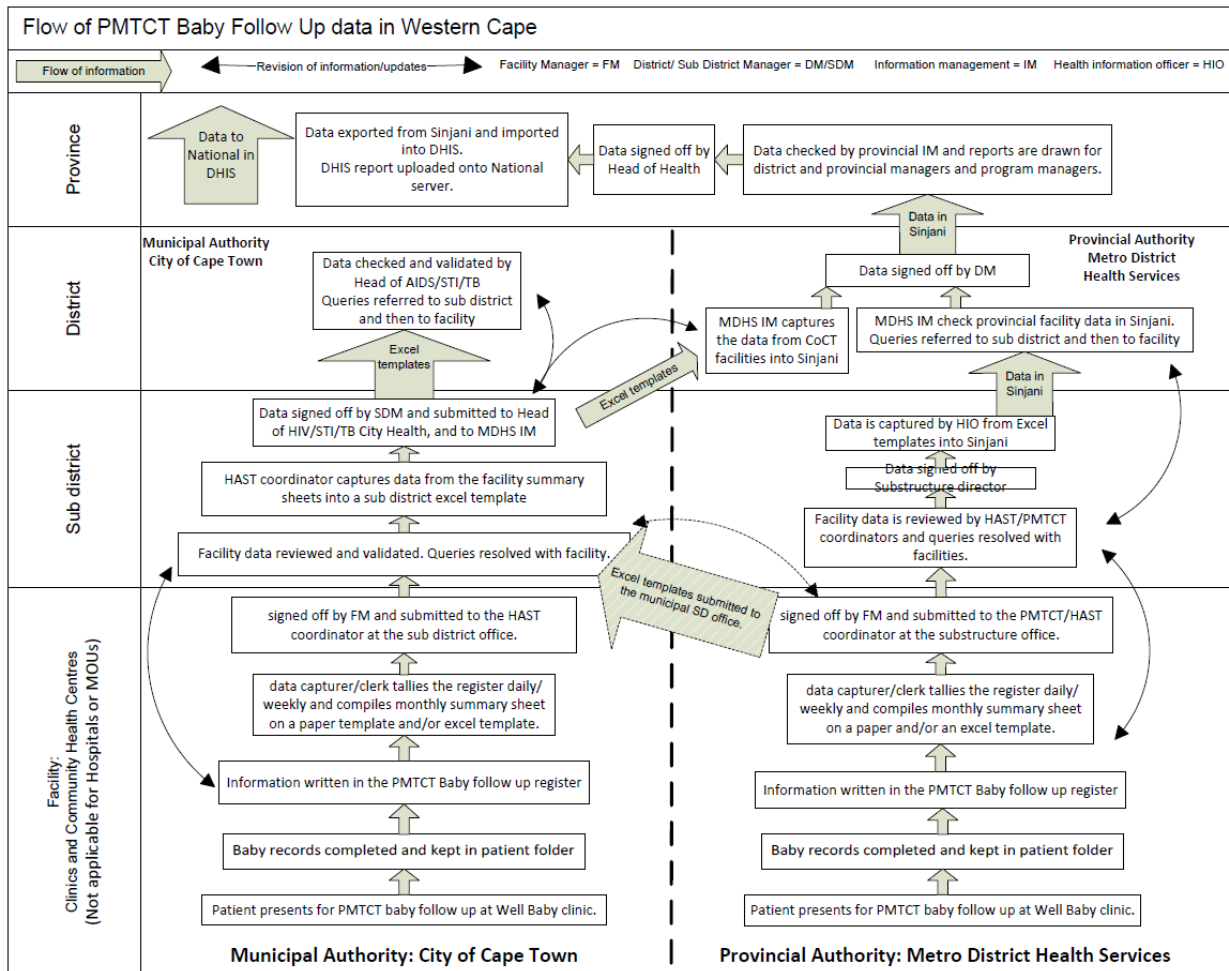 Flow of PMTCT Baby Follow Up data in Western Cape
Flow of information
Revision of information/updates
Facility Manager = FM
District/ Sub District Manager = DM/SDM
Information management = IM
Health information officer = HIO
Province
Data to
National in
DHIS
Data exported from Sinjani and imported
into DHIS.
DHIS report uploaded onto National
server.
Data signed off by
Head of Health
Data checked by provincial IM and reports are drawn for
district and provincial managers and program managers.
Data in
Sinjani
District
Municipal Authority
City of Cape Town
Data checked and validated by
Head of AIDS/STI/TB
Queries referred to sub district
and then to facility
Excel
templates
Provincial Authority
Metro District
Health Services
Data signed off by DM
MDHS IM captures
the data from CoCT
facilities into Sinjani
MDHS IM check provincial facility data in Sinjani.
Queries referred to sub district and then to facility
Excel templates
Data in
Sinjani
Sub district
Data signed off by SDM and submitted to Head
of HIV/STI/TB City Health, and to MDHS IM
HAST coordinator captures data from the facility summary
sheets into a sub district excel template
Facility data reviewed and validated. Queries resolved with facility.
Data is captured by HIO from Excel
templates into Sinjani
Data signed off by
Substructure director
Facility data is reviewed by HAST/PMTCT
coordinators and queries resolved with
facilities.
Excel templates submitted to
the municipal SD office.
Facility:
Clinics and Community Health Centres
(Not applicable for Hospitals or MOUs)
signed off by FM and submitted to the HAST
coordinator at the sub district office.
data capturer/clerk tallies the register daily/
weekly and compiles monthly summary sheet
on a paper template and/or excel template.
Information written in the PMTCT Baby follow up register
Baby records completed and kept in patient folder
Patient presents for PMTCT baby follow up at Well Baby clinic.
Municipal Authority: City of Cape Town
signed off by FM and submitted to the PMTCT/HAST
coordinator at the substructure office.
data capturer/clerk tallies the register daily/
weekly and compiles monthly summary sheet
on a paper and/or an excel template.
Information written in the PMTCT Baby follow up register
Baby records completed and kept in patient folder
Patient presents for PMTCT baby follow up at Well Baby clinic.
Provincial Authority: Metro District Health Services